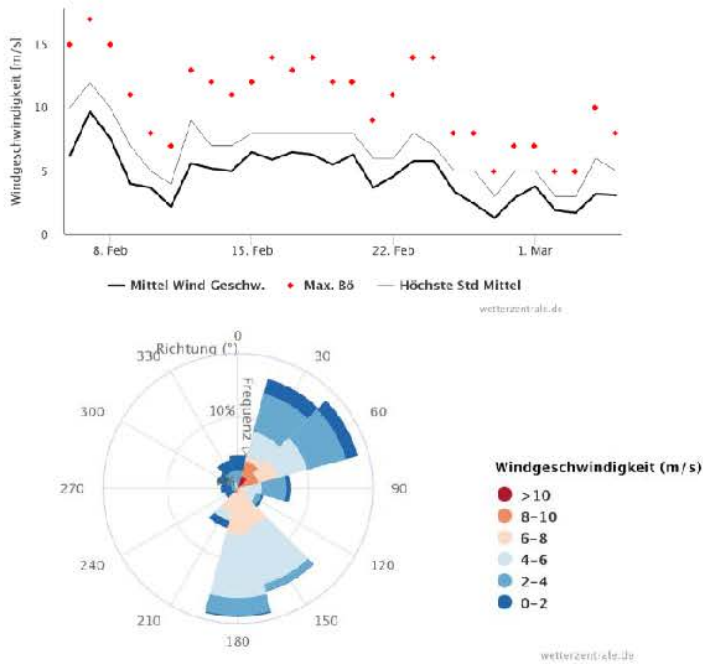 Windgeschwindigkeit [m/s]
15
10
5
0
8. Feb
15. Feb
22. Feb
1. Mar
Mittel Wind Geschw.
Max. Bö
Höchste Std Mittel
wetterzentrale.de
0
Richtung (°)
330
30
300
60
10%
Frequenz
270
90
240
120
210
150
180
Windgeschwindigkeit (m/s)
>10
8-10
6-8
4-6
2-4
0-2
wetterzentrale.de